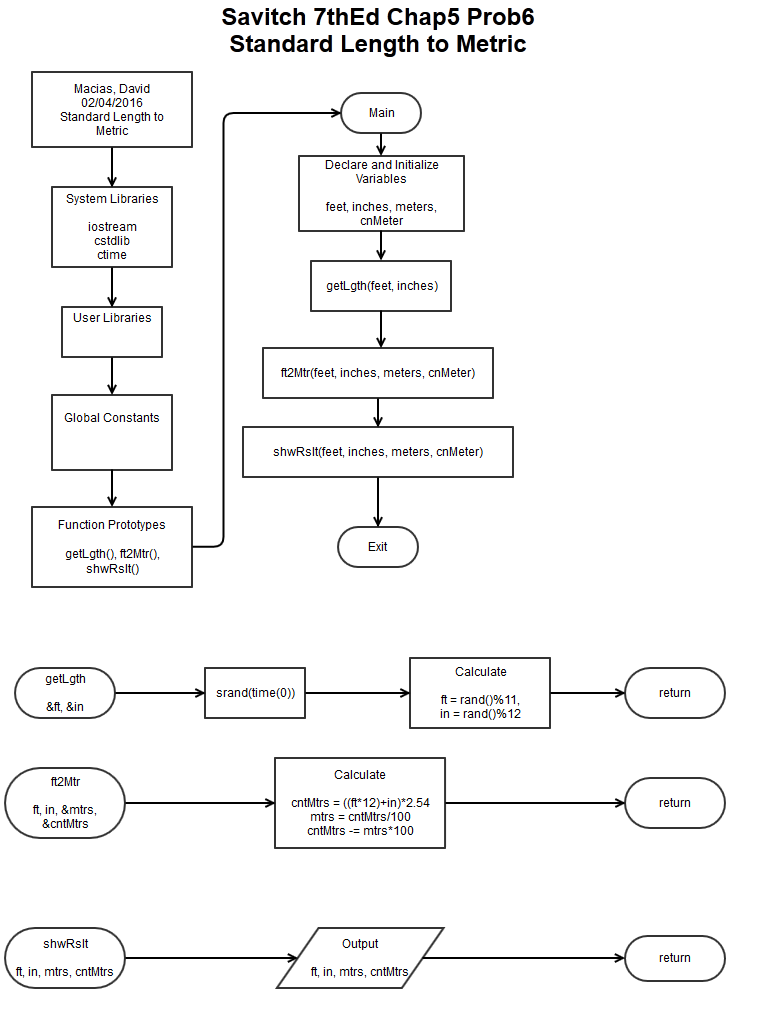 Savitch 7thEd Chap5 Prob6
Standard Length to Metric
Macias, David
02/04/2016
Standard Length to
Metric
System Libraries
iostream
cstdlib
ctime
User Libraries
Global Constants
Function Prototypes
getLgth(), ft2Mtr(),
shwRslt()
Main
Declare and Initialize
Variables
feet, inches, meters,
cnMeter
getLgth(feet, inches)
ft2Mtr(feet, inches, meters, cnMeter)
shwRslt(feet, inches, meters, cnMeter)
Exit
getLgth
&ft, &in
srand(time(0))
Calculate
ft = rand()%11,
in = rand()%12
return
ft2Mtr
ft, in, &mtrs,
&cntMtrs
Calculate
cntMtrs = ((ft*12)+in)*2.54
mtrs = cntMtrs/100
cntMtrs -= mtrs*100
return
shwRslt
ft, in, mtrs, cntMtrs
Output
ft, in, mtrs, cntMtrs
return